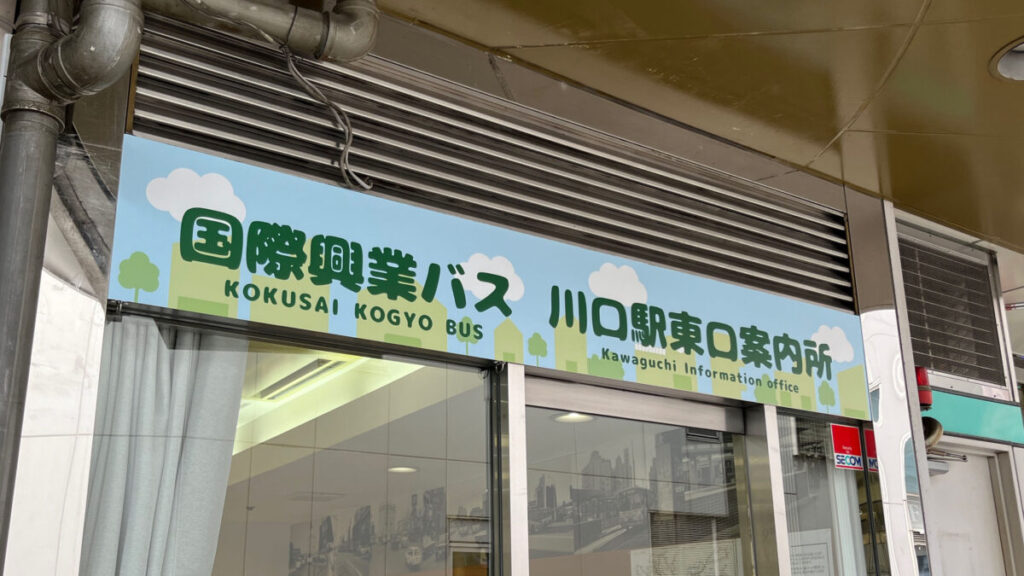 国際興業バス 川口駅東口案内所
KOKUSAI KOGYO BUS Kawaguchi Information office
SECOM